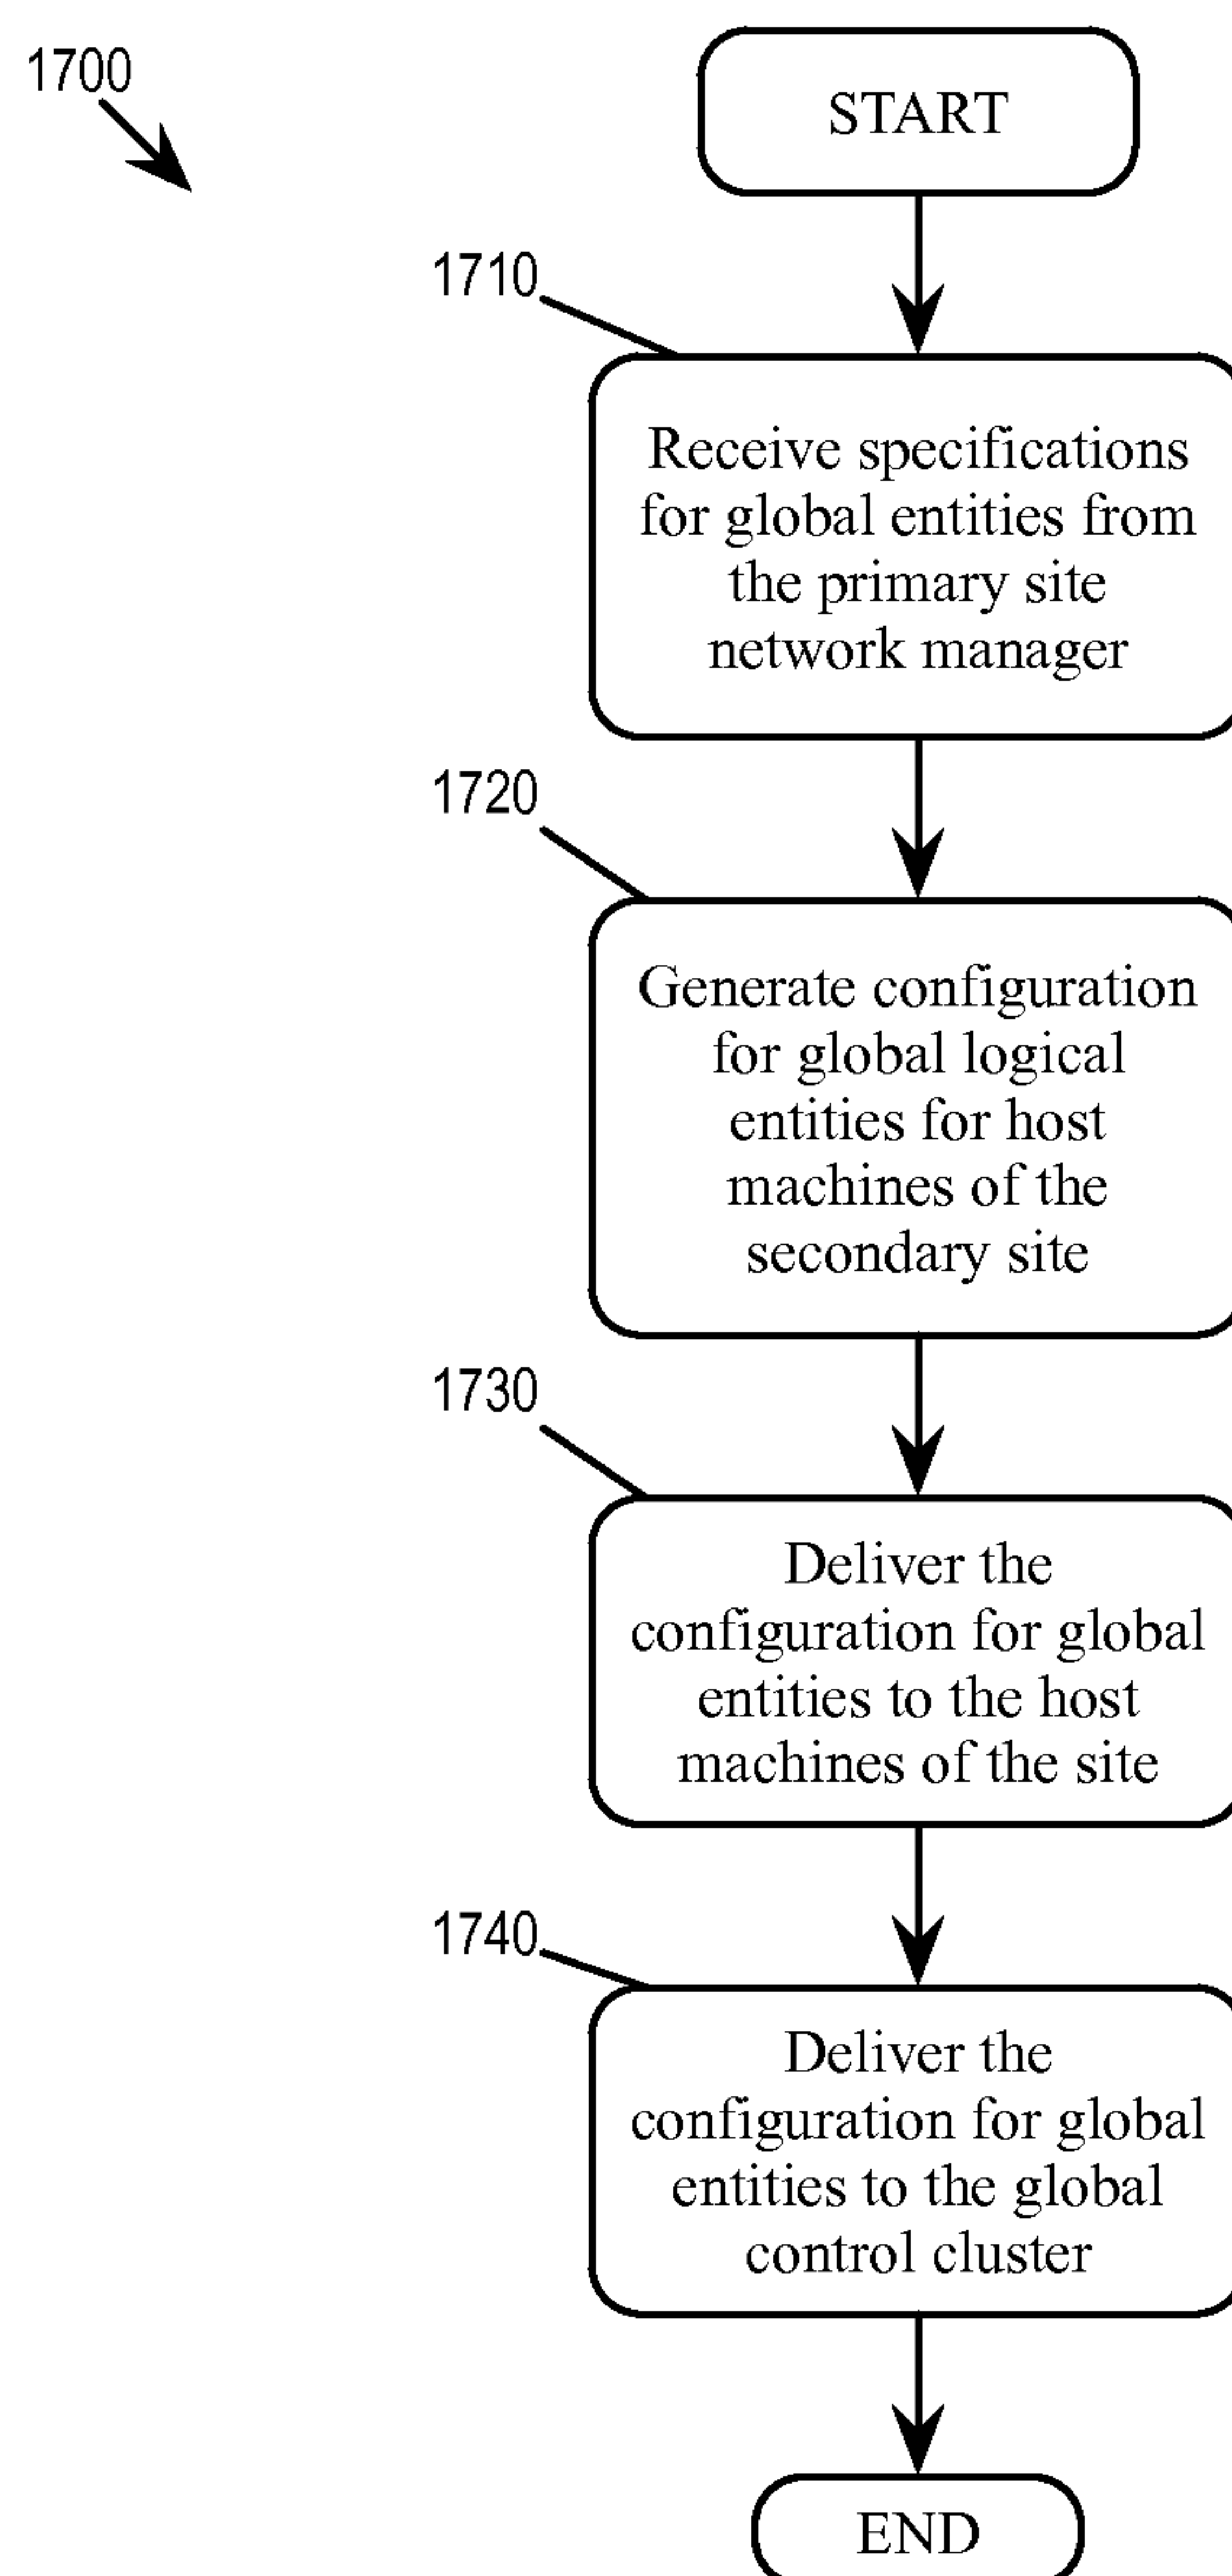 1700
START
1710
Receive specifications
for global entities from
the primary site
network manager
1720
Generate configuration
for global logical
entities for host
machines of the
secondary site
1730
Deliver the
configuration for global
entities to the host
machines of the site
1740
Deliver the
configuration for global
entities to the global
control cluster
END